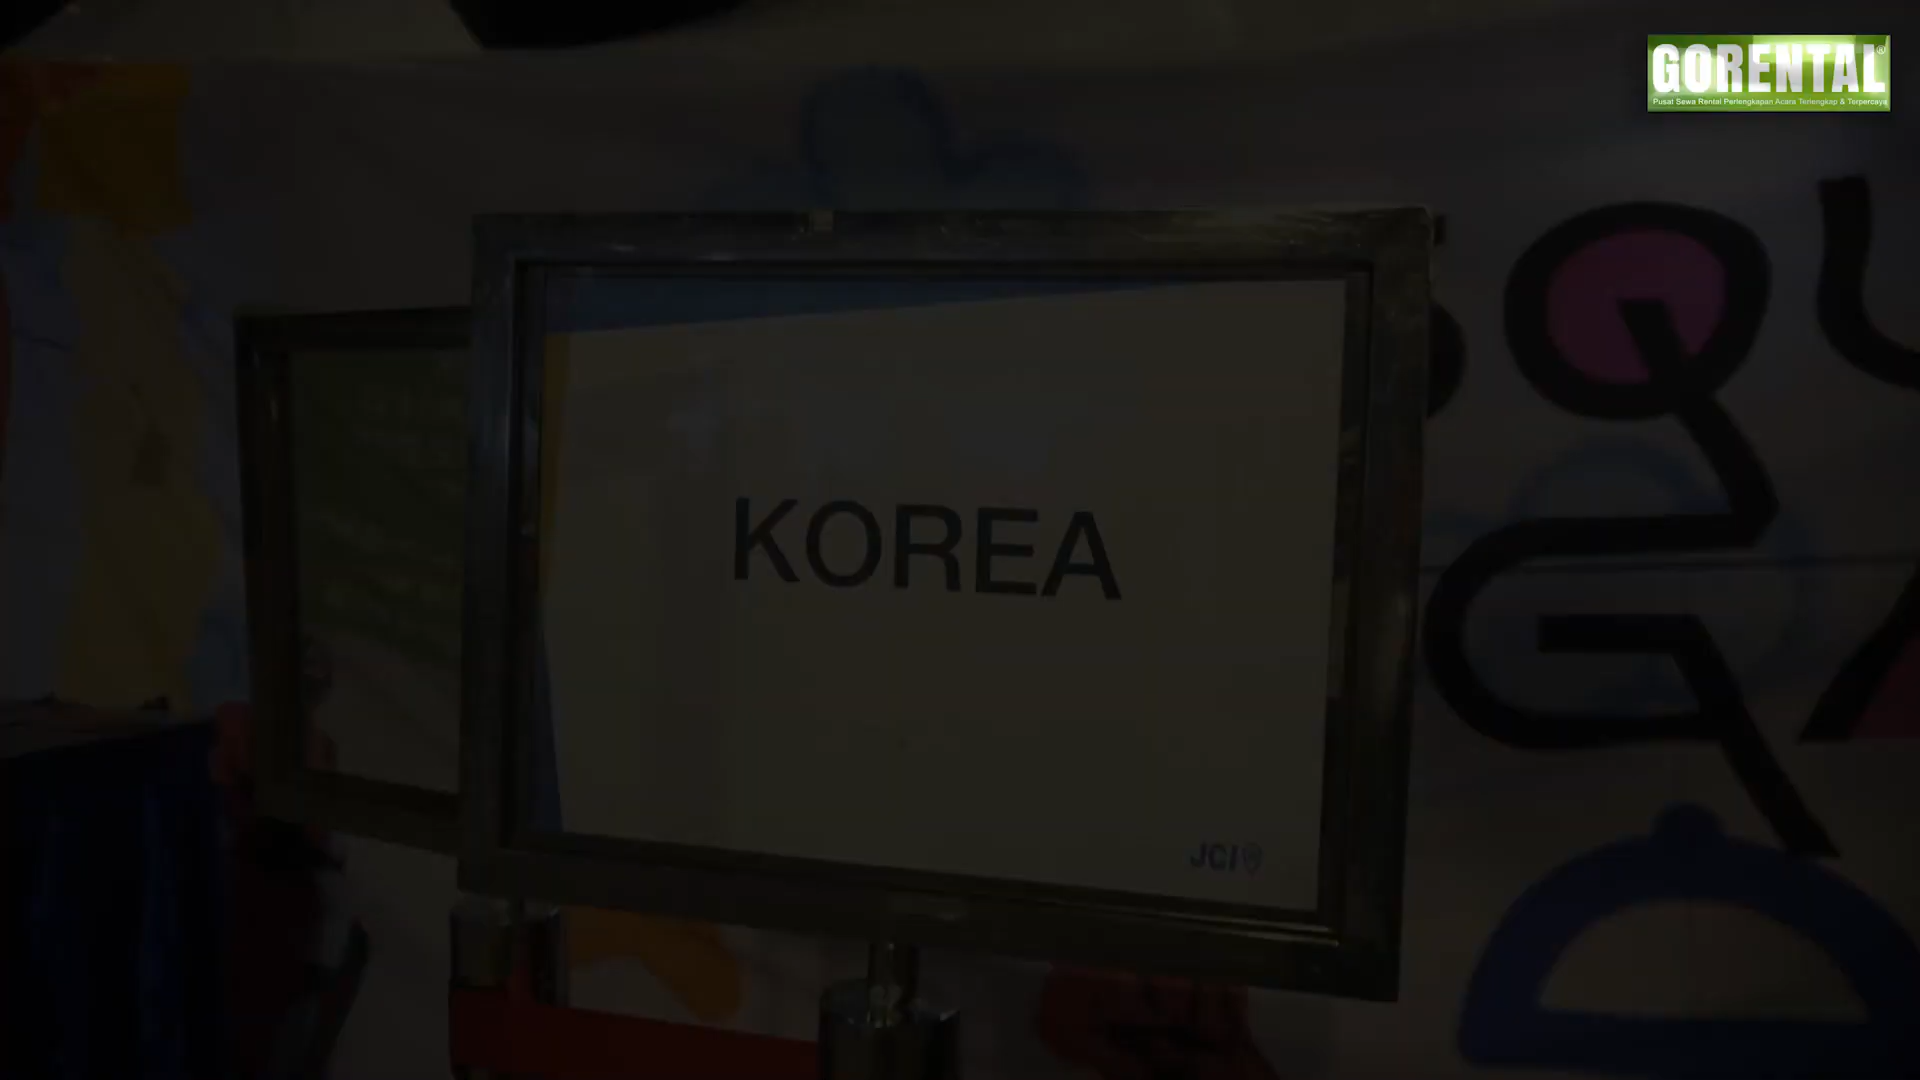 GORENTAL®
Pusat Sewa Rental Perlengkapan Acara Terlengkap & Terpercaya
KOREA
JCI